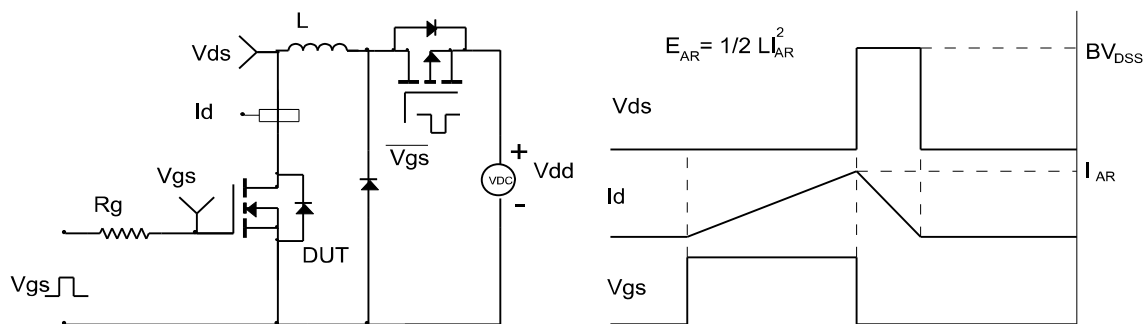 L
Vds
Id
Vgs
Vgs
Rg
Vgs
DUT
VDC
+
Vdd
-
E_AR = 1/2 LI_AR^2
BV_DSS
Vds
I_AR
Id
Vgs